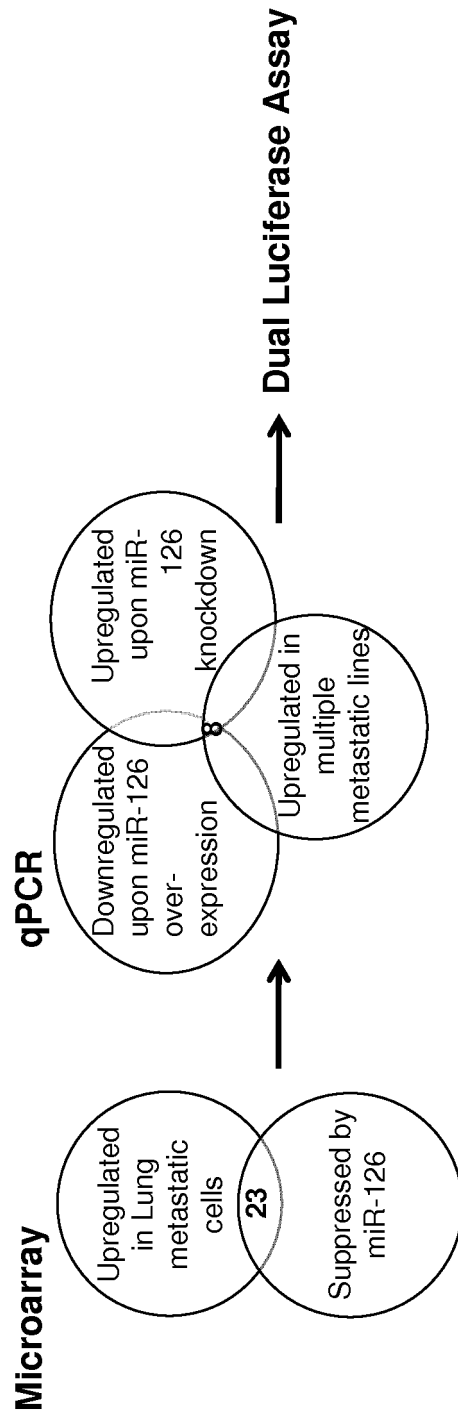 Microarray
Upregulated
in Lung
metastatic
cells
23
Suppressed by
miR-126
qPCR
Downregulated
upon miR-126
over-
expression
Upregulated
upon miR-
126
knockdown
8
Upregulated in
multiple
metastatic lines
Dual Luciferase Assay